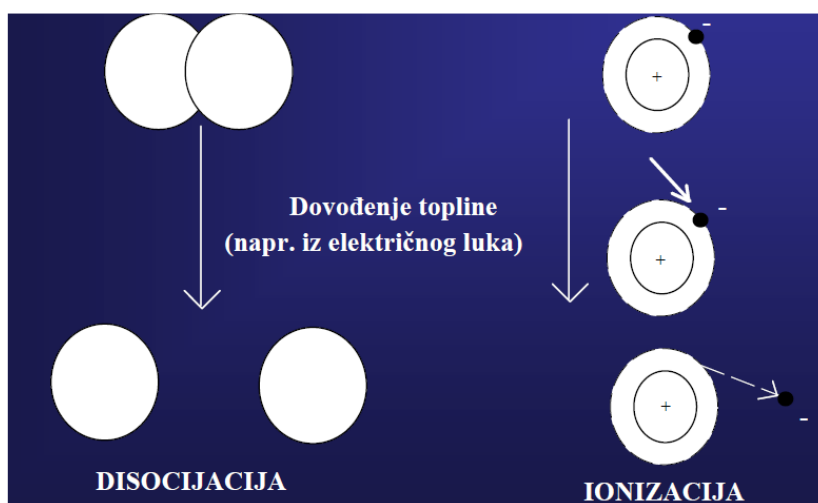 -
+
Dovođenje topline
(napr. iz električnog luka)
-
+
+
-
DISOCIJACIJA
IONIZACIJA